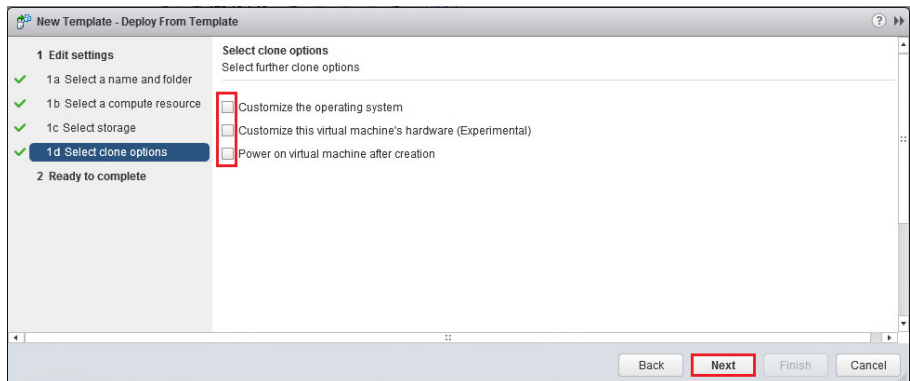 New Template - Deploy From Template
1 Edit settings
1a Select a name and folder
1b Select a compute resource
1c Select storage
1d Select clone options
2 Ready to complete
Select clone options
Select further clone options
Customize the operating system
Customize this virtual machine's hardware (Experimental)
Power on virtual machine after creation
Back Next Finish Cancel